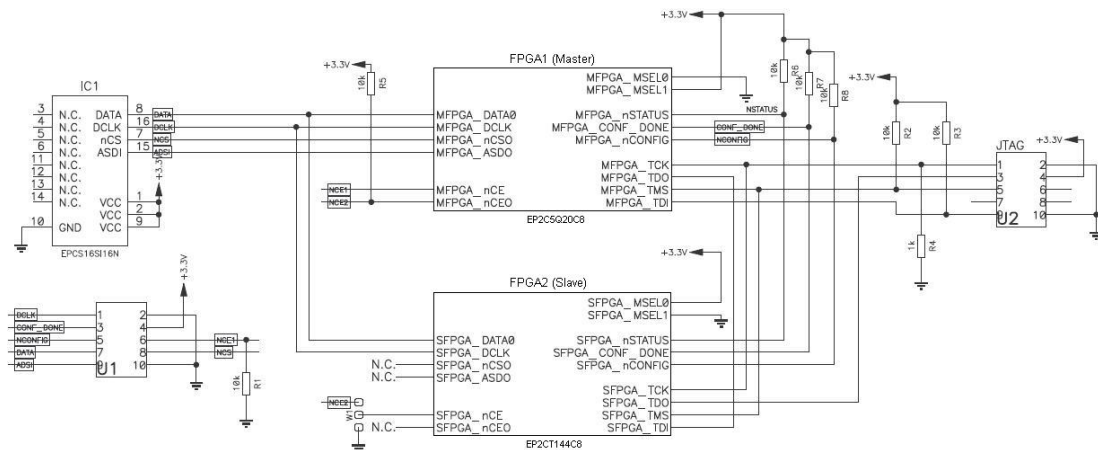 IC1
3 N.C. DATA 8 DATA
4 N.C. DCLK 16 DCLK
5 N.C. nCS 7 NCS
6 N.C. ASDI 15 ADSI
11 N.C.
12 N.C.
13 N.C.
14 N.C.
VCC 1
VCC 2
10 GND VCC 9
+3.3V
EPCS16SI16N
+3.3V
10k R5
FPGA1 (Master)
MFPGA_MSEL0
MFPGA_MSEL1
MFPGA_DATA0 MFPGA_nSTATUS NSTATUS
MFPGA_DCLK MFPGA_CONF_DONE CONF_DONE
MFPGA_nCSO MFPGA_nCONFIG NCONFIG
MFPGA_ASDO
MFPGA_TCK
MFPGA_TDO
NCE1 MFPGA_nCE MFPGA_TMS
NCE2 MFPGA_nCEO MFPGA_TDI
EP2C5Q20C8
+3.3V
10k R6
10k R7
10k R8
+3.3V
10k R2
10k R3
1k R4
+3.3V
JTAG
1 2
3 4
5 6
7 8
9 10
U2
FPGA2 (Slave)
+3.3V
SFPGA_MSEL0
SFPGA_MSEL1
SFPGA_DATA0 SFPGA_nSTATUS
SFPGA_DCLK SFPGA_CONF_DONE
N.C. SFPGA_nCSO SFPGA_nCONFIG
N.C. SFPGA_ASDO
SFPGA_TCK
SFPGA_TDO
NCE2 W1 SFPGA_nCE SFPGA_TMS
N.C. SFPGA_nCEO SFPGA_TDI
EP2CT144C8
+3.3V
DCLK 1 2
CONF_DONE 3 4
NCONFIG 5 6 NCE1
DATA 7 8 NCS
ADSI 9 10
U1
10k R1